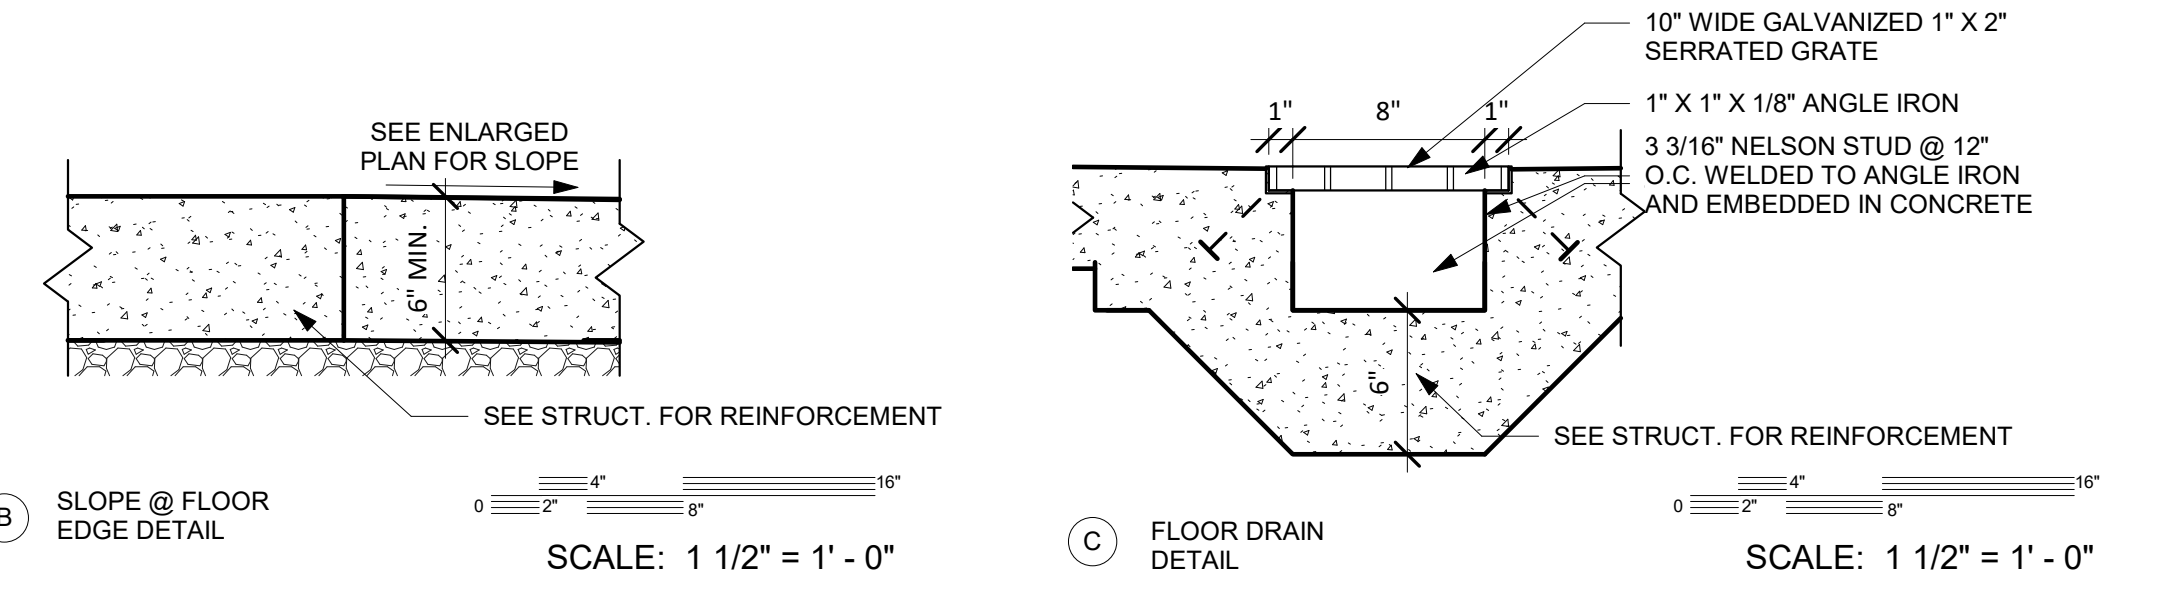 SEE ENLARGED
PLAN FOR SLOPE
6" MIN.
SEE STRUCT. FOR REINFORCEMENT
B
SLOPE @ FLOOR
EDGE DETAIL
0
2"
4"
8"
16"
SCALE: 1 1/2" = 1' - 0"
10" WIDE GALVANIZED 1" X 2"
SERRATED GRATE
1" X 1" X 1/8" ANGLE IRON
3 3/16" NELSON STUD @ 12"
O.C. WELDED TO ANGLE IRON
AND EMBEDDED IN CONCRETE
1"
8"
1"
6"
SEE STRUCT. FOR REINFORCEMENT
C
FLOOR DRAIN
DETAIL
0
2"
4"
8"
16"
SCALE: 1 1/2" = 1' - 0"